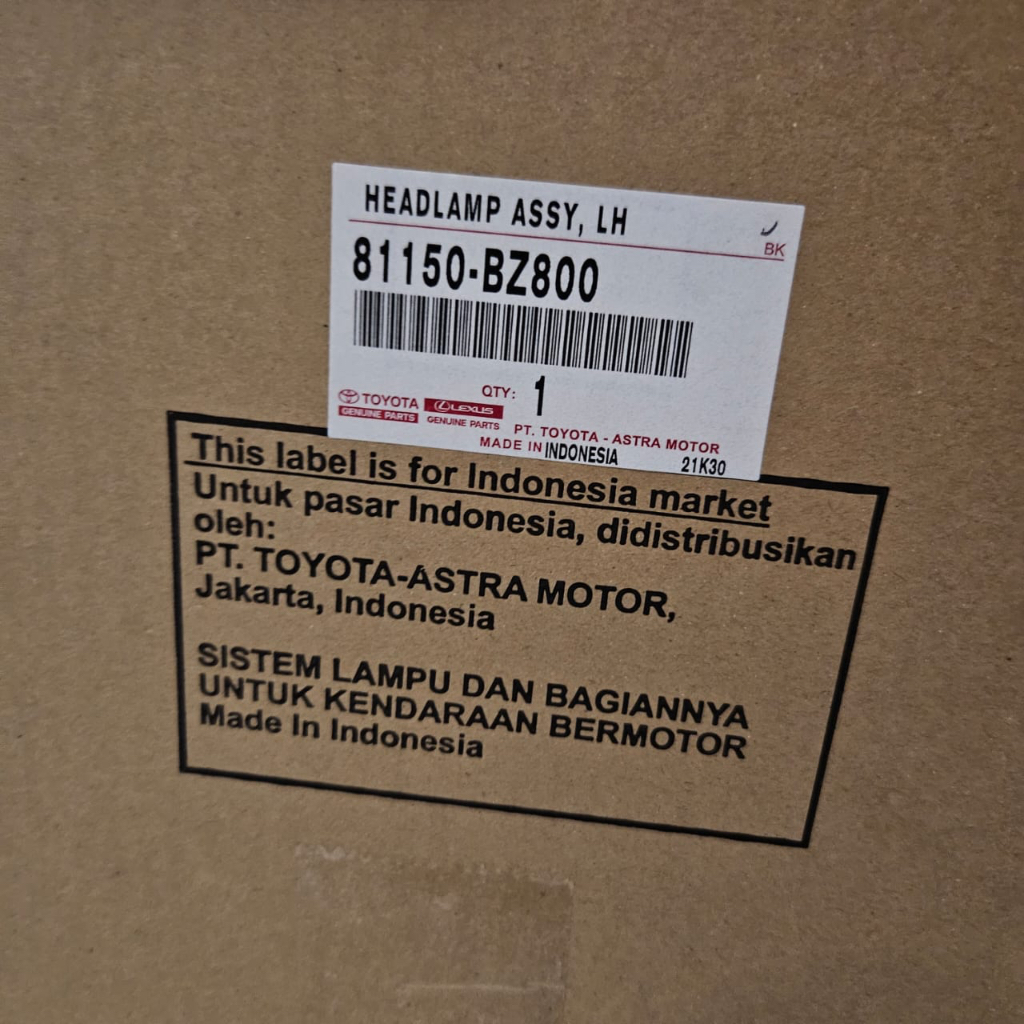 HEADLAMP ASSY, LH
BK
81150-BZ800
QTY: 1
TOYOTA LEXUS
GENUINE PARTS GENUINE PARTS
PT. TOYOTA - ASTRA MOTOR
MADE IN INDONESIA 21K30
This label is for Indonesia market
Untuk pasar Indonesia, didistribusikan
oleh:
PT. TOYOTA-ASTRA MOTOR,
Jakarta, Indonesia
SISTEM LAMPU DAN BAGIANNYA
UNTUK KENDARAAN BERMOTOR
Made In Indonesia